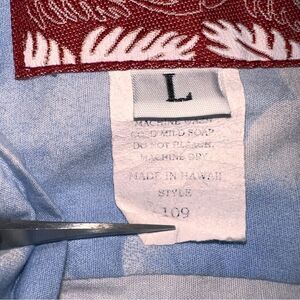 L
MACHINE WASH
COLD MILD SOAP
DO NOT BLEACH.
MACHINE DRY
MADE IN HAWAII
STYLE
109